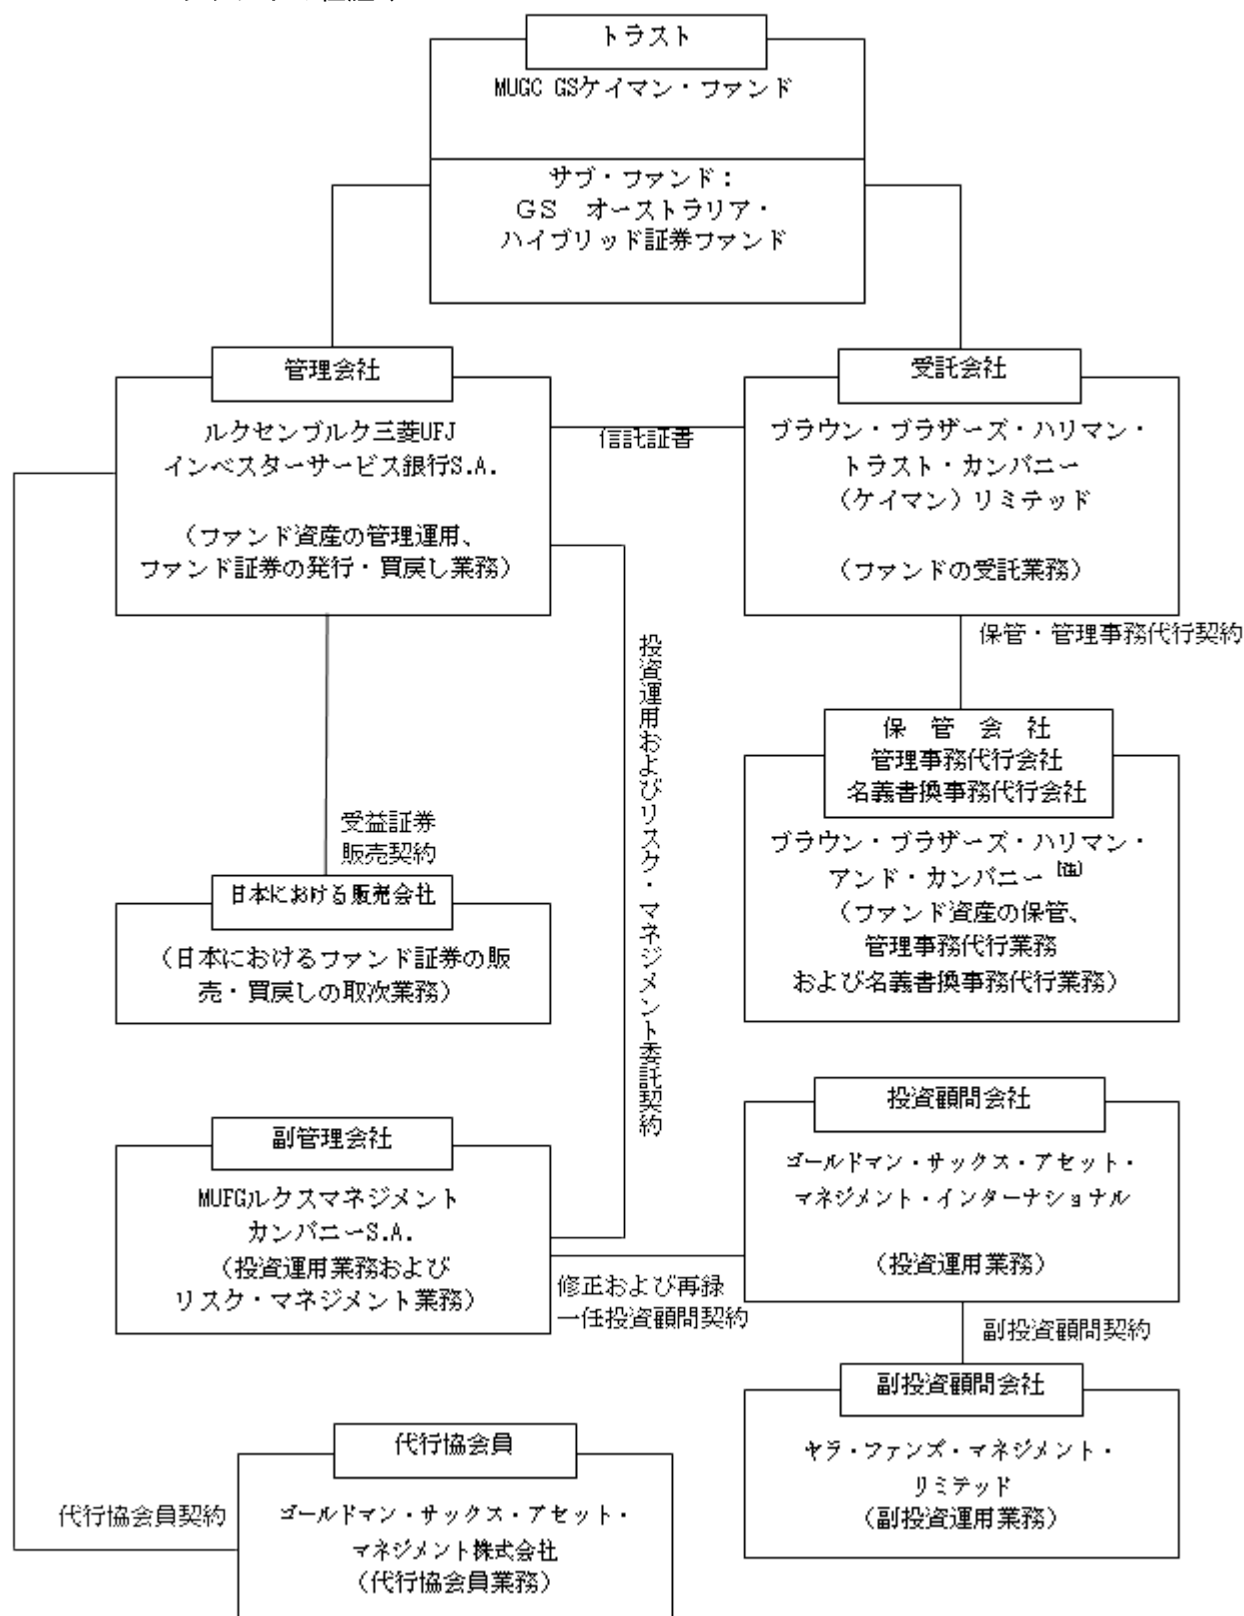 トラスト
MUGC GSケイマン・ファンド
サブ・ファンド：
ＧＳ　オーストラリア・
ハイブリッド証券ファンド
管理会社
ルクセンブルク三菱UFJ
インベスターサービス銀行S.A.
（ファンド資産の管理運用、
ファンド証券の発行・買戻し業務）
信託証書
受託会社
ブラウン・ブラザーズ・ハリマン・
トラスト・カンパニー
（ケイマン）リミテッド
（ファンドの受託業務）
保管・管理事務代行契約
投資運用およびリスク・マネジメント委託契約
保　管　会　社
管理事務代行会社
名義書換事務代行会社
ブラウン・ブラザーズ・ハリマン・
アンド・カンパニー
（ファンド資産の保管、
管理事務代行業務
および名義書換事務代行業務）
受益証券
販売契約
日本における販売会社
（日本におけるファンド証券の販
売・買戻しの取次業務）
副管理会社
MUFGルクスマネジメント
カンパニーS.A.
（投資運用業務および
リスク・マネジメント業務）
修正および再録
一任投資顧問契約
投資顧問会社
ゴールドマン・サックス・アセット・
マネジメント・インターナショナル
（投資運用業務）
副投資顧問契約
副投資顧問会社
ヤラ・ファンズ・マネジメント・
リミテッド
（副投資運用業務）
代行協会員契約
代行協会員
ゴールドマン・サックス・アセット・
マネジメント株式会社
（代行協会員業務）